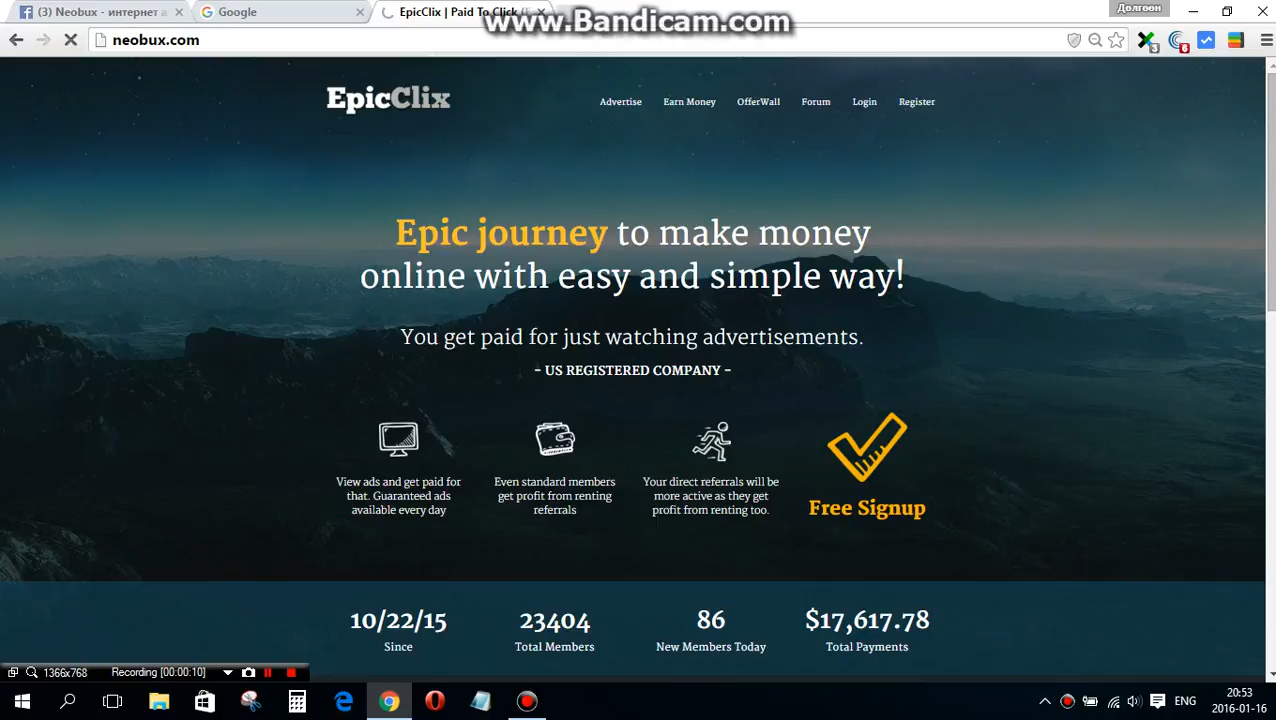 (3) Neobux - интернет а
Google
EpicClix | Paid To Click (
www.Bandicam.com
Долгоон
neobux.com
3
6
EpicClix
Advertise
Earn Money
OfferWall
Forum
Login
Register
Epic journey to make money
online with easy and simple way!
You get paid for just watching advertisements.
- US REGISTERED COMPANY -
View ads and get paid for
that. Guaranteed ads
available every day
Even standard members
get profit from renting
referrals
Your direct referrals will be
more active as they get
profit from renting too.
Free Signup
10/22/15
Since
23404
Total Members
86
New Members Today
$17,617.78
Total Payments
1366x768
Recording [00:00:10]
ENG
20:53
2016-01-16